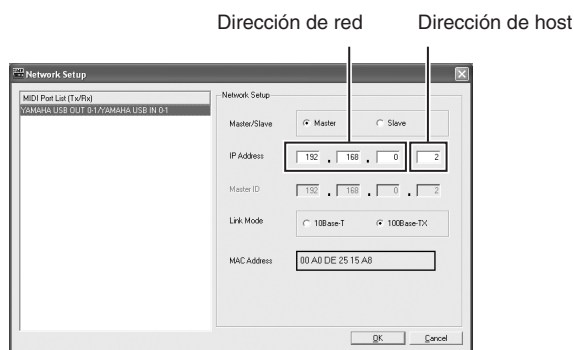 Dirección de red
Dirección de host
Network Setup
MIDI Port List (Tx/Rx)
YAMAHA USB OUT 0-1/YAMAHA USB IN 0-1
Network Setup
Master/Slave
Master
Slave
IP Address
192 . 168 . 0 . 2
Master ID
192 . 168 . 0 . 2
Link Mode
10Base-T
100Base-TX
MAC Address
00 A0 DE 25 15 A8
OK
Cancel